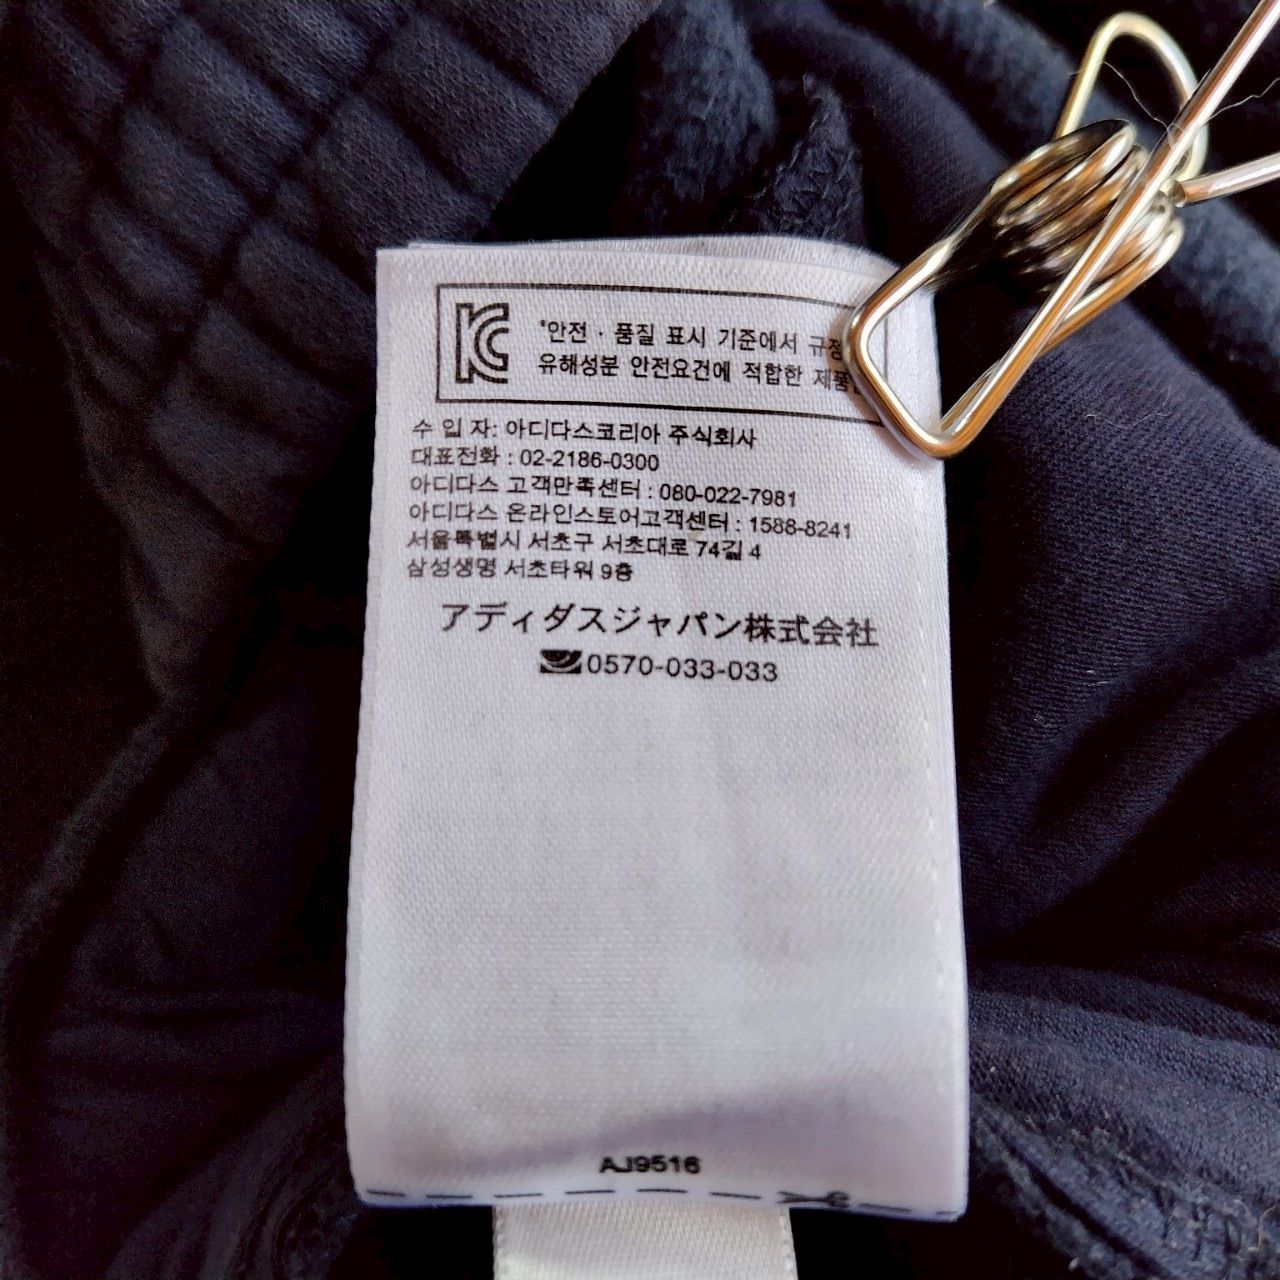 KC
"안전 · 품질 표시 기준에서
유해성분 안전요건에 적합한
수 입 자: 아디다스코리아 주식회사
대표전화 : 02-2186-0300
아디다스 고객만족센터 : 080-022-7981
아디다스 온라인스토어고객센터 : 1588-8241
서울특별시 서초구 서초대로 74길 4
삼성생명 서초타워 9층
アディダスジャパン株式会社
0570-033-033
AJ9516